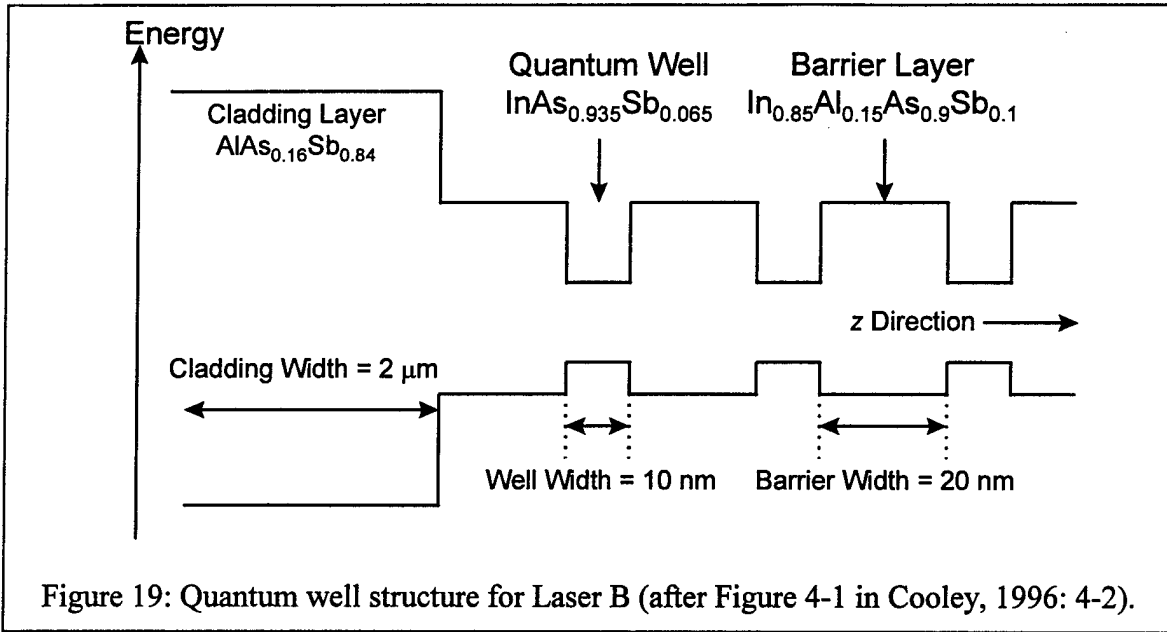 Energy
Quantum Well
InAs₀.₉₃₅Sb₀.₀₆₅
Barrier Layer
In₀.₈₅Al₀.₁₅As₀.₉Sb₀.₁
Cladding Layer
AlAs₀.₁₆Sb₀.₈₄
z Direction
Cladding Width = 2 μm
Well Width = 10 nm
Barrier Width = 20 nm
Figure 19: Quantum well structure for Laser B (after Figure 4-1 in Cooley, 1996: 4-2).